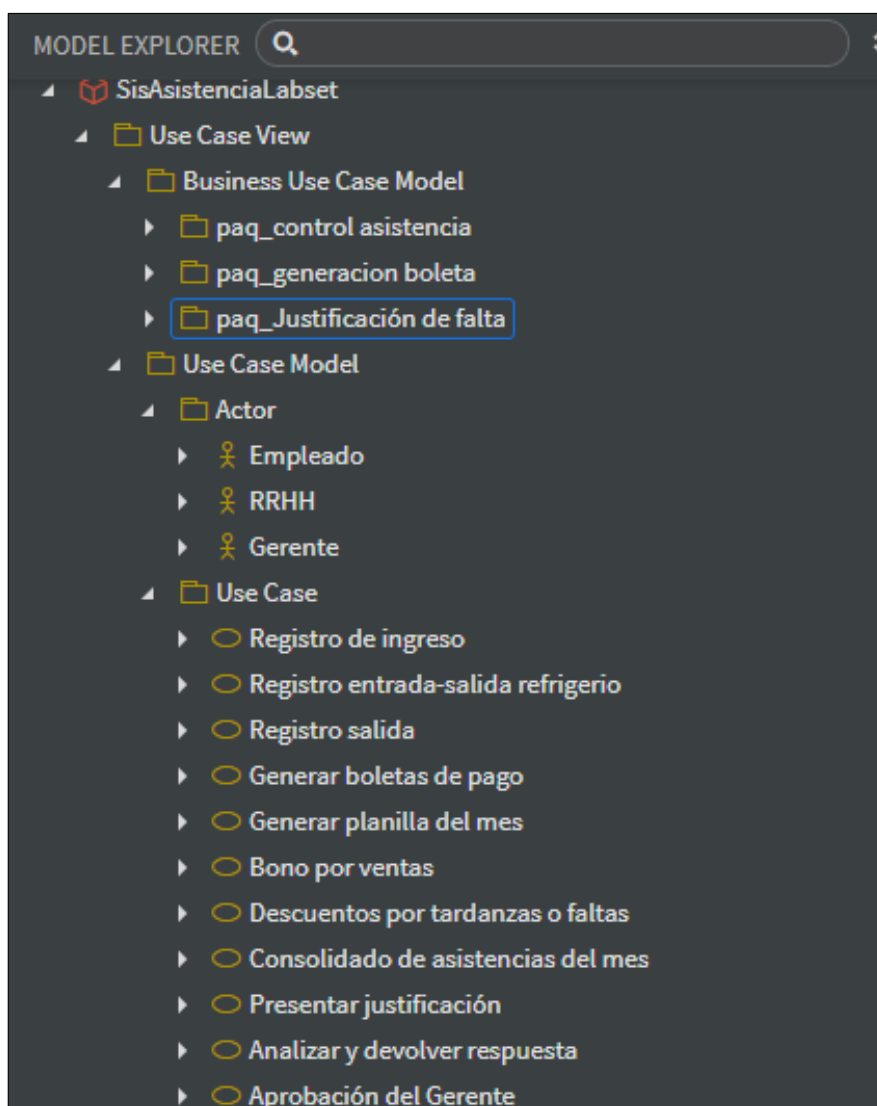 MODEL EXPLORER
SisAsistenciaLabset
Use Case View
Business Use Case Model
paq_control asistencia
paq_generacion boleta
paq_Justificación de falta
Use Case Model
Actor
Empleado
RRHH
Gerente
Use Case
Registro de ingreso
Registro entrada-salida refrigerio
Registro salida
Generar boletas de pago
Generar planilla del mes
Bono por ventas
Descuentos por tardanzas o faltas
Consolidado de asistencias del mes
Presentar justificación
Analizar y devolver respuesta
Aprobación del Gerente